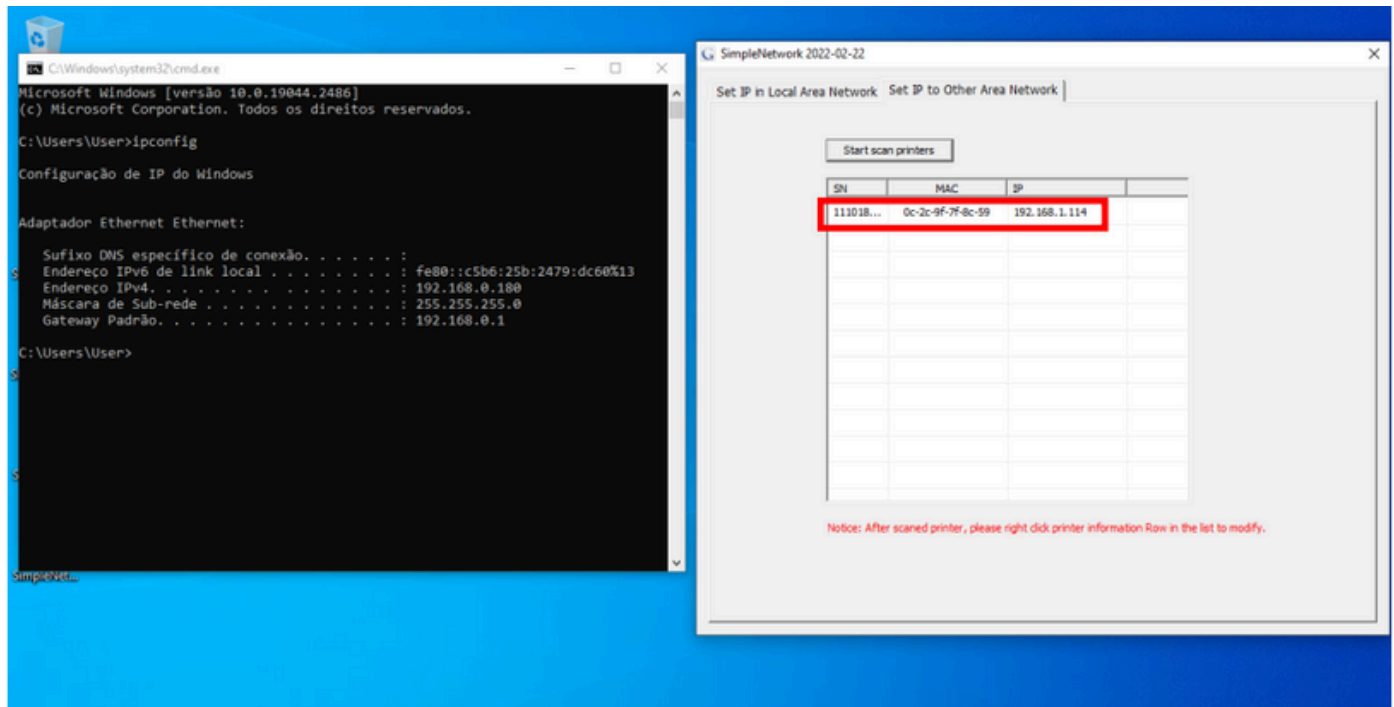 C:\Windows\system32\cmd.exe
Microsoft Windows [versão 10.0.19044.2486]
(c) Microsoft Corporation. Todos os direitos reservados.
C:\Users\User>ipconfig
Configuração de IP do Windows
Adaptador Ethernet Ethernet:
Sufixo DNS específico de conexão. . . . . . :
Endereço IPv6 de link local . . . . . . . . : fe80::c5b6:25b:2479:dc60%13
Endereço IPv4. . . . . . . . . . . . . . . : 192.168.0.180
Máscara de Sub-rede . . . . . . . . . . . . : 255.255.255.0
Gateway Padrão. . . . . . . . . . . . . . . : 192.168.0.1
C:\Users\User>
SimpleNet...
SimpleNetwork 2022-02-22
Set IP in Local Area Network Set IP to Other Area Network
Start scan printers
SN MAC IP
111018... 0c-2c-9f-7f-8c-59 192.168.1.114
Notice: After scaned printer, please right click printer information Row in the list to modify.